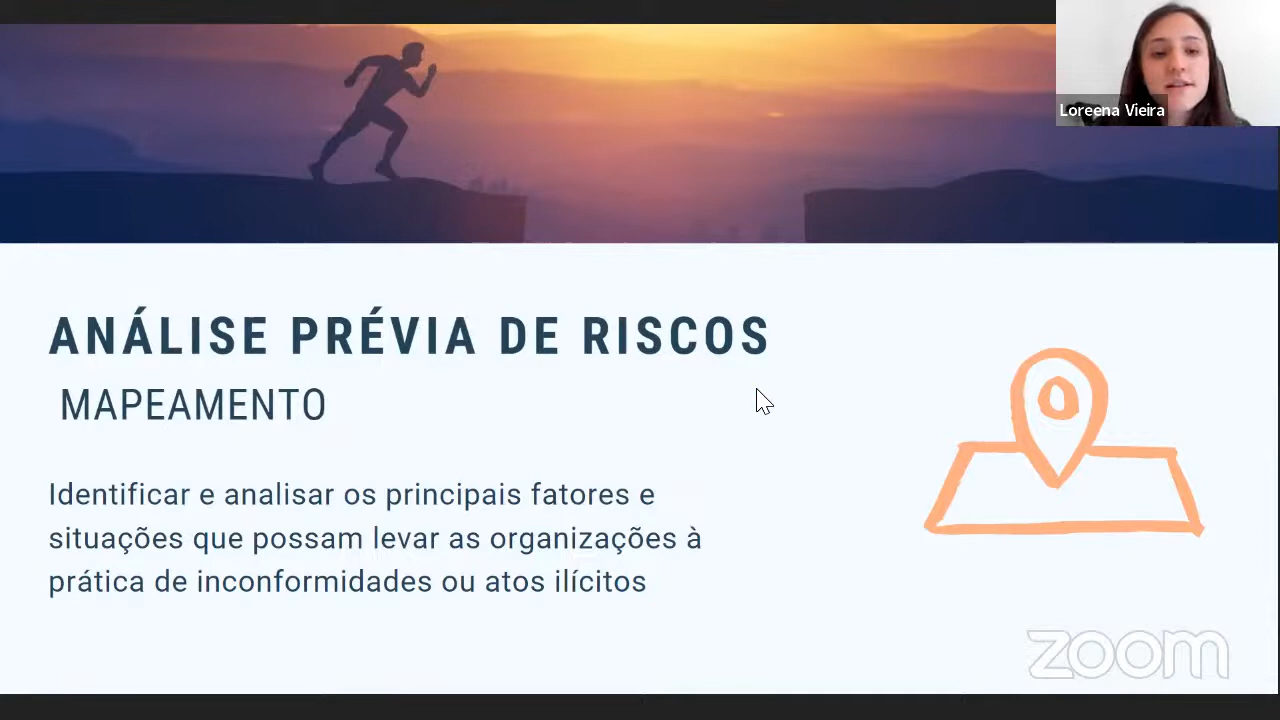 Loreena Vieira
ANÁLISE PRÉVIA DE RISCOS
MAPEAMENTO
Identificar e analisar os principais fatores e
situações que possam levar as organizações à
prática de inconformidades ou atos ilícitos
zoom